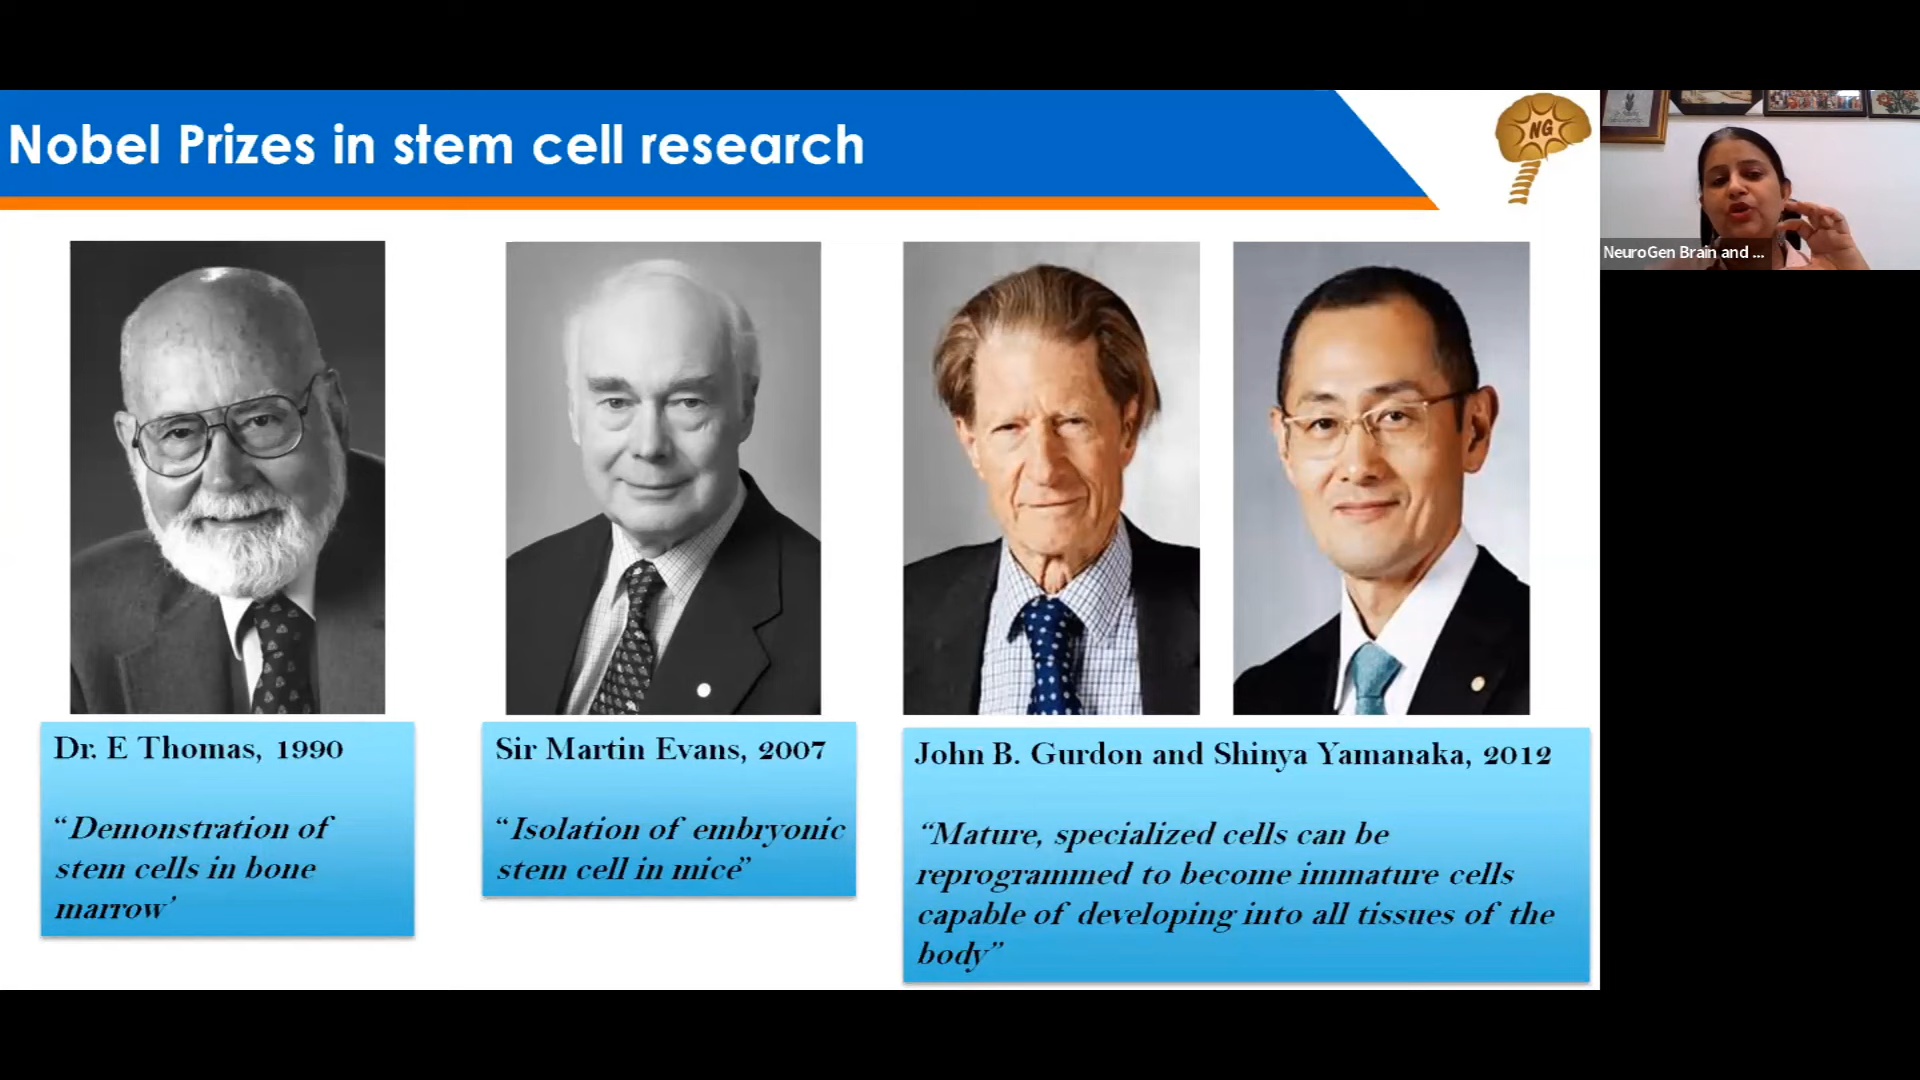 Nobel Prizes in stem cell research
NG
NeuroGen Brain and ...
Dr. E Thomas, 1990
“Demonstration of
stem cells in bone
marrow’
Sir Martin Evans, 2007
“Isolation of embryonic
stem cell in mice”
John B. Gurdon and Shinya Yamanaka, 2012
“Mature, specialized cells can be
reprogrammed to become immature cells
capable of developing into all tissues of the
body”